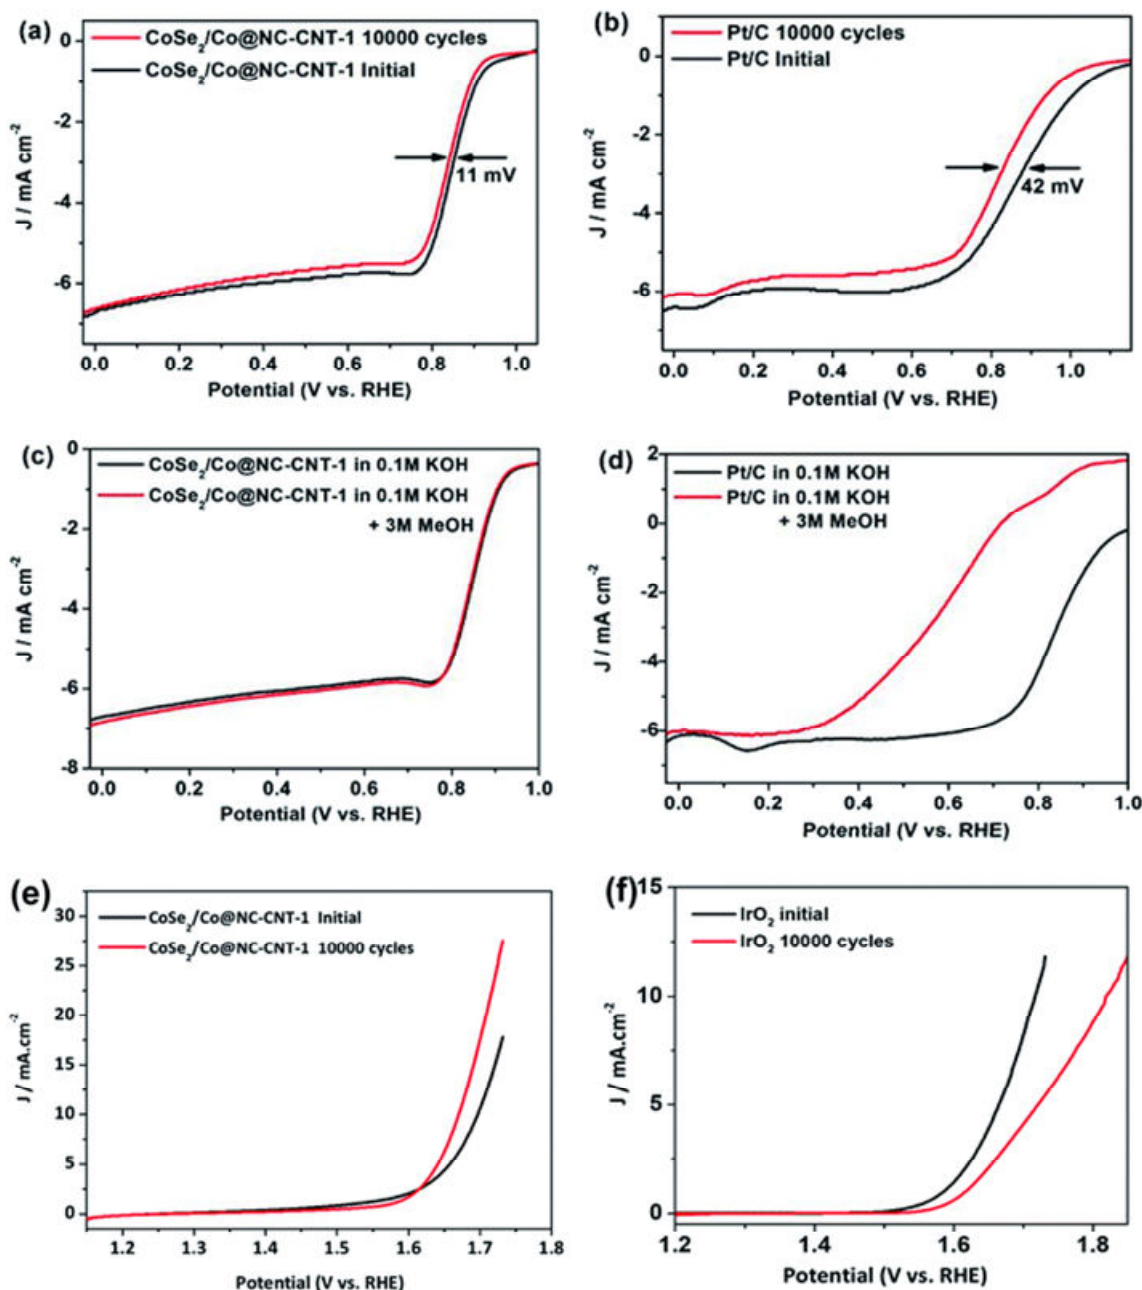 (a)
CoSe2/Co@NC-CNT-1 10000 cycles
CoSe2/Co@NC-CNT-1 Initial
11 mV
J / mA cm-2
0
-2
-4
-6
0.0 0.2 0.4 0.6 0.8 1.0
Potential (V vs. RHE)
(b)
Pt/C 10000 cycles
Pt/C Initial
42 mV
J / mA cm-2
0
-2
-4
-6
0.0 0.2 0.4 0.6 0.8 1.0
Potential (V vs. RHE)
(c)
CoSe2/Co@NC-CNT-1 in 0.1M KOH
CoSe2/Co@NC-CNT-1 in 0.1M KOH
+ 3M MeOH
J / mA cm-2
0
-2
-4
-6
-8
0.0 0.2 0.4 0.6 0.8 1.0
Potential (V vs. RHE)
(d)
Pt/C in 0.1M KOH
Pt/C in 0.1M KOH
+ 3M MeOH
J / mA cm-2
2
0
-2
-4
-6
0.0 0.2 0.4 0.6 0.8 1.0
Potential (V vs. RHE)
(e)
CoSe2/Co@NC-CNT-1 Initial
CoSe2/Co@NC-CNT-1 10000 cycles
J / mA.cm-2
30
25
20
15
10
5
0
1.2 1.3 1.4 1.5 1.6 1.7 1.8
Potential (V vs. RHE)
(f)
IrO2 initial
IrO2 10000 cycles
J / mA.cm-2
15
10
5
0
1.2 1.4 1.6 1.8
Potential (V vs. RHE)